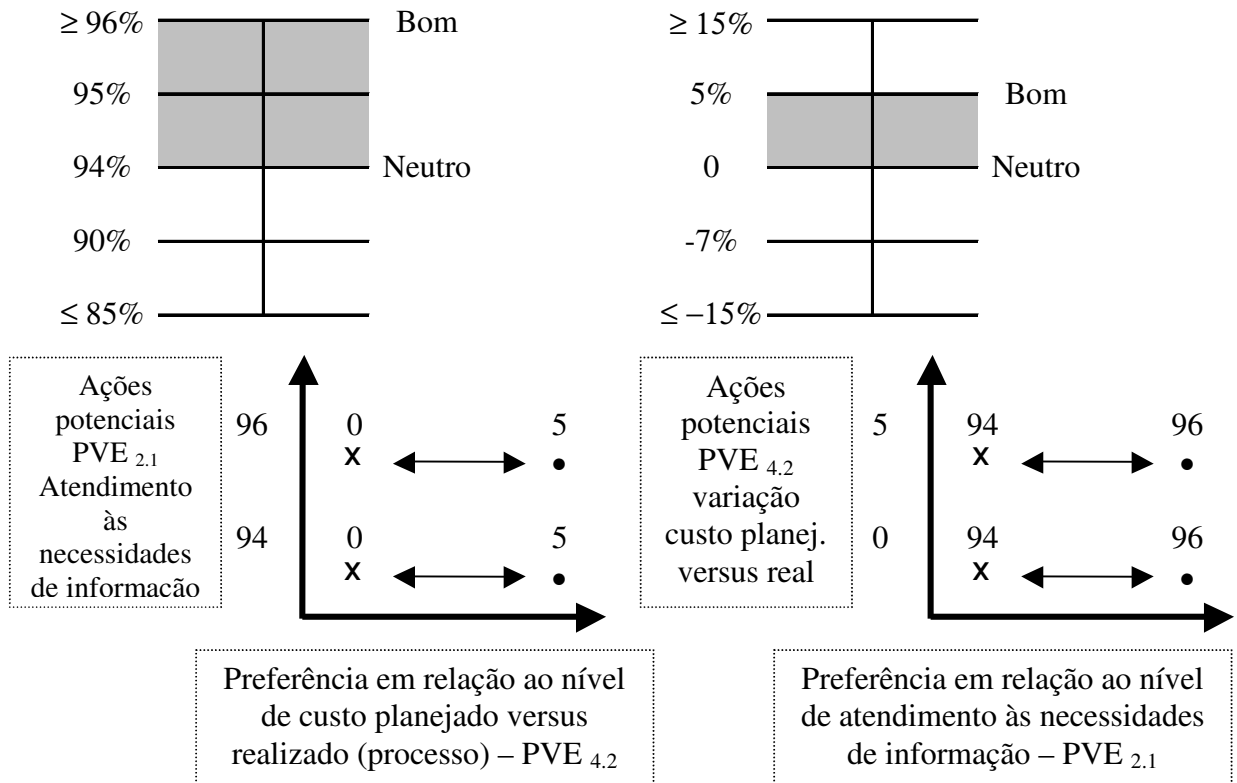 ≥ 96% Bom
95%
94% Neutro
90%
≤ 85%
≥ 15%
5% Bom
0 Neutro
-7%
≤ –15%
Ações
potenciais
PVE 2.1
Atendimento
às
necessidades
de informacão
96 0 5
x •
94 0 5
x •
Preferência em relação ao nível
de custo planejado versus
realizado (processo) – PVE 4.2
Ações
potenciais
PVE 4.2
variação
custo planej.
versus real
5 94 96
x •
0 94 96
x •
Preferência em relação ao nível
de atendimento às necessidades
de informação – PVE 2.1